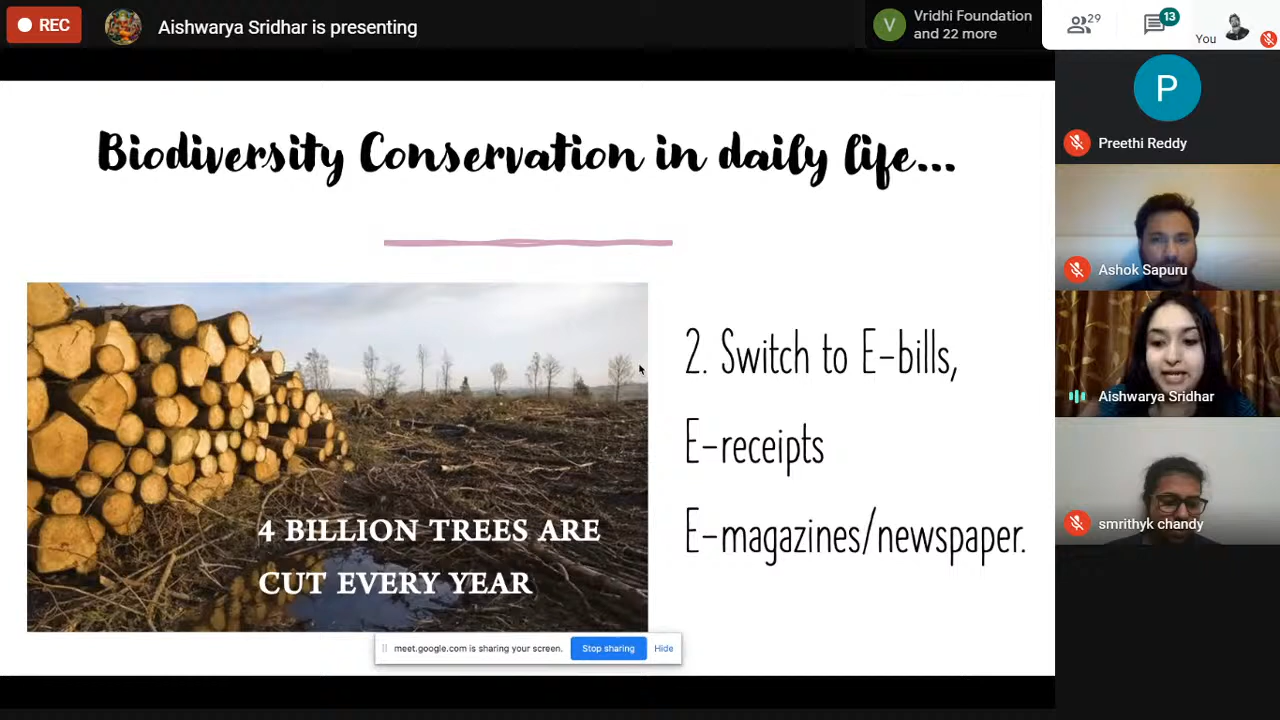 REC
Aishwarya Sridhar is presenting
V
Vridhi Foundation
and 22 more
29
13
You
P
Preethi Reddy
Ashok Sapuru
Aishwarya Sridhar
smrithyk chandy
Biodiversity Conservation in daily life...
4 BILLION TREES ARE
CUT EVERY YEAR
2. Switch to E-bills,
E-receipts
E-magazines/newspaper.
meet.google.com is sharing your screen.
Stop sharing
Hide